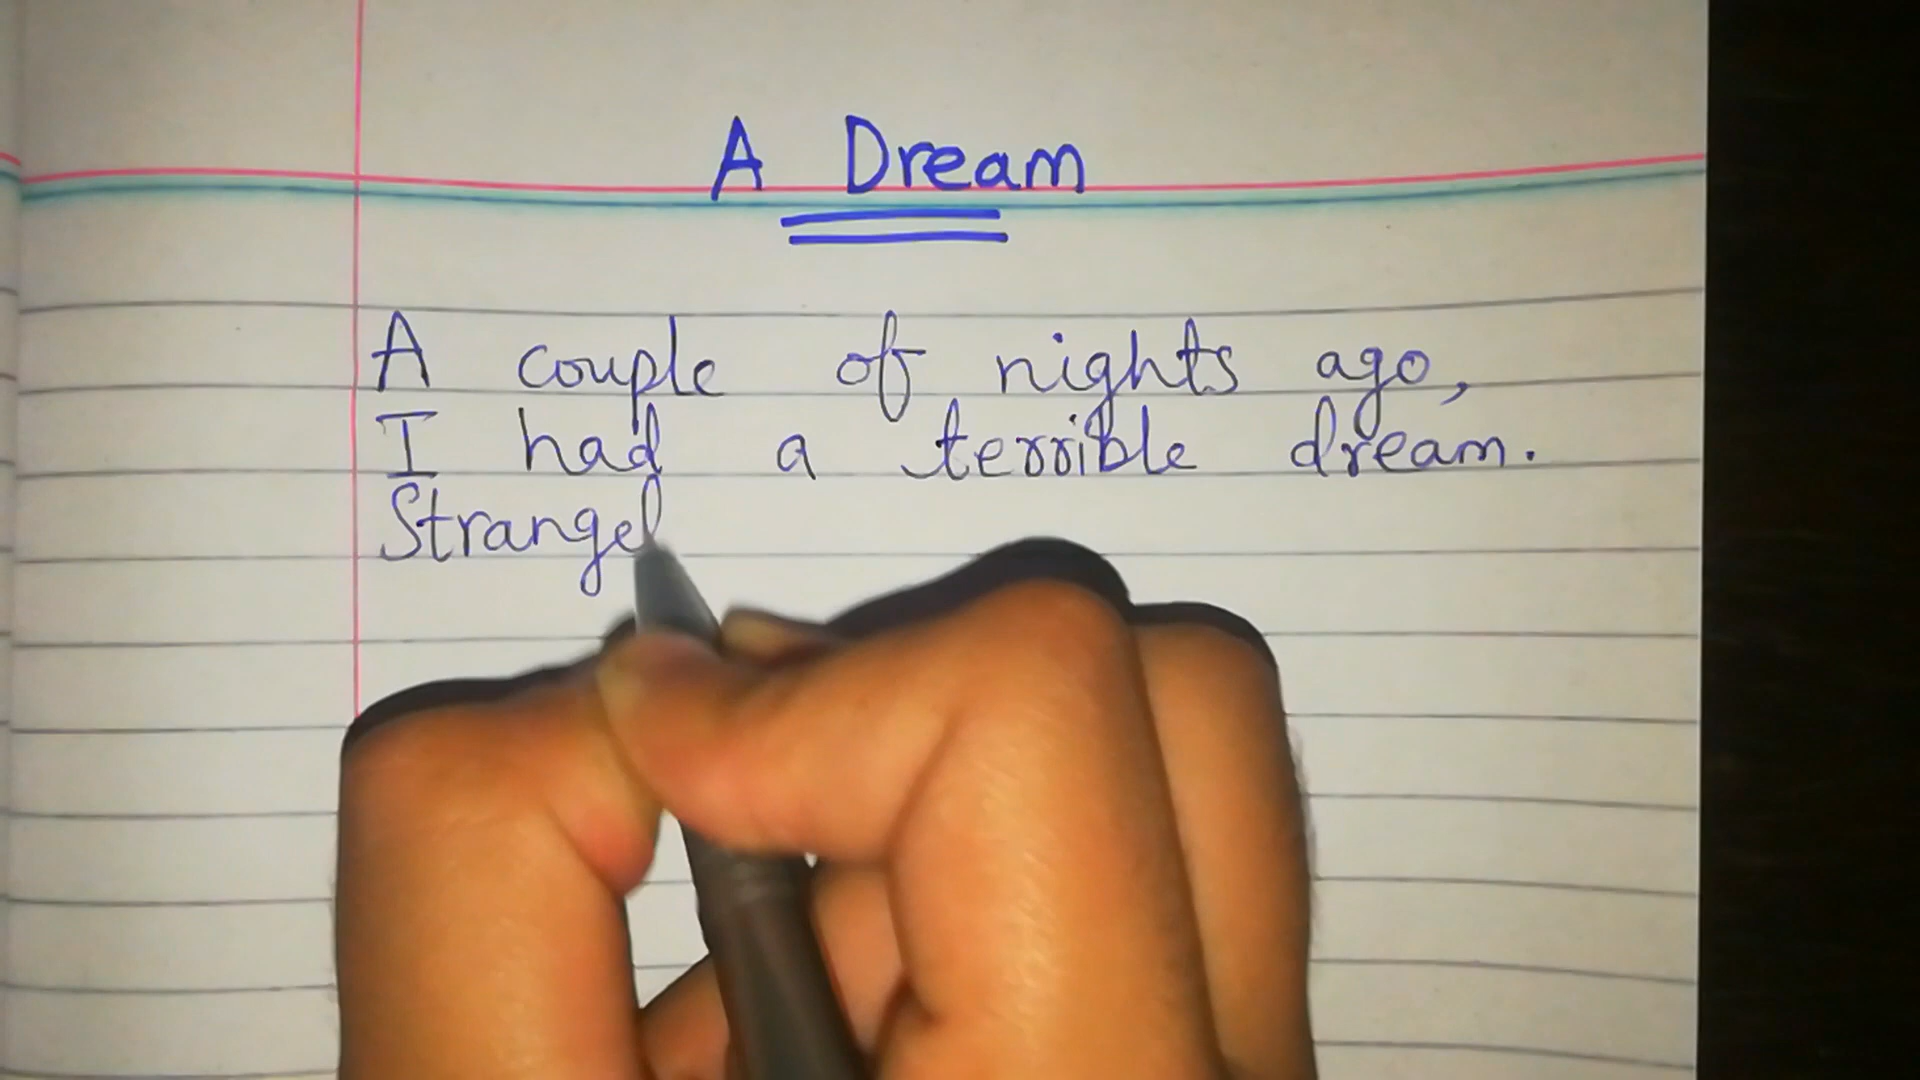 A Dream
A couple of nights ago,
I had a terrible dream.
Strangel